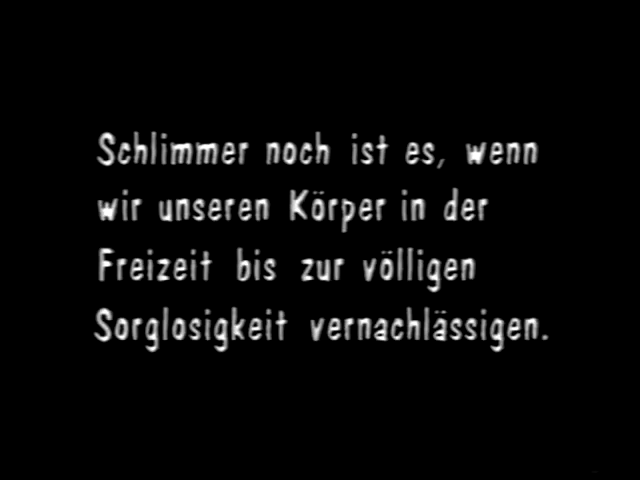 Schlimmer noch ist es, wenn
wir unseren Körper in der
Freizeit bis zur völligen
Sorglosigkeit vernachlässigen.